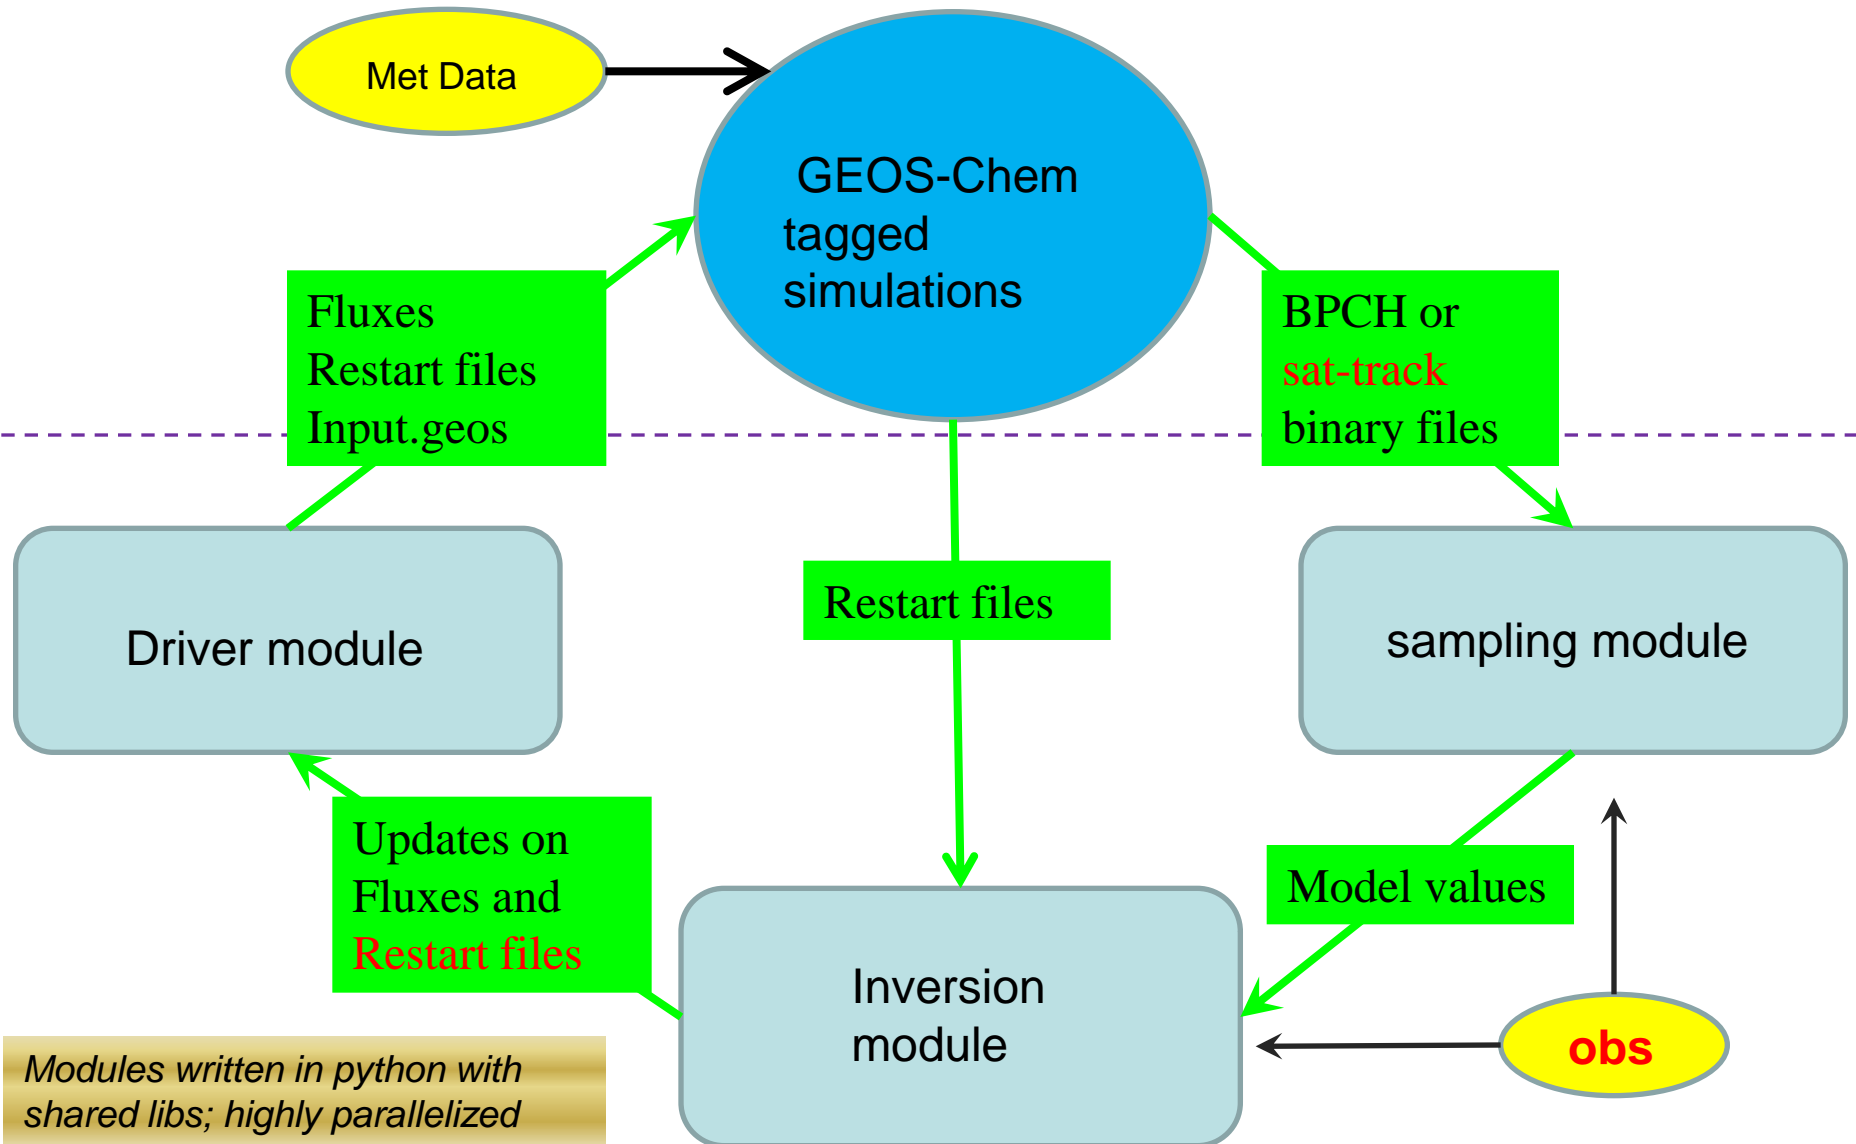 Met Data
GEOS-Chem
tagged
simulations
Fluxes
Restart files
Input.geos
BPCH or
sat-track
binary files
Restart files
Driver module
sampling module
Updates on
Fluxes and
Restart files
Model values
Inversion
module
obs
Modules written in python with
shared libs; highly parallelized